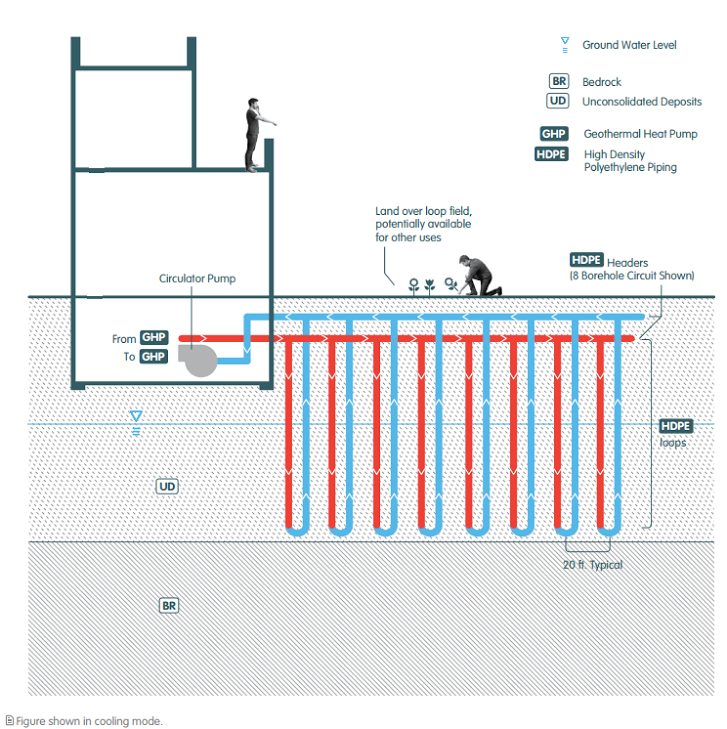 Ground Water Level
BR Bedrock
UD Unconsolidated Deposits
GHP Geothermal Heat Pump
HDPE High Density
Polyethylene Piping
Land over loop field,
potentially available
for other uses
HDPE Headers
(8 Borehole Circuit Shown)
Circulator Pump
From GHP
To GHP
HDPE
loops
UD
20 ft. Typical
BR
Figure shown in cooling mode.